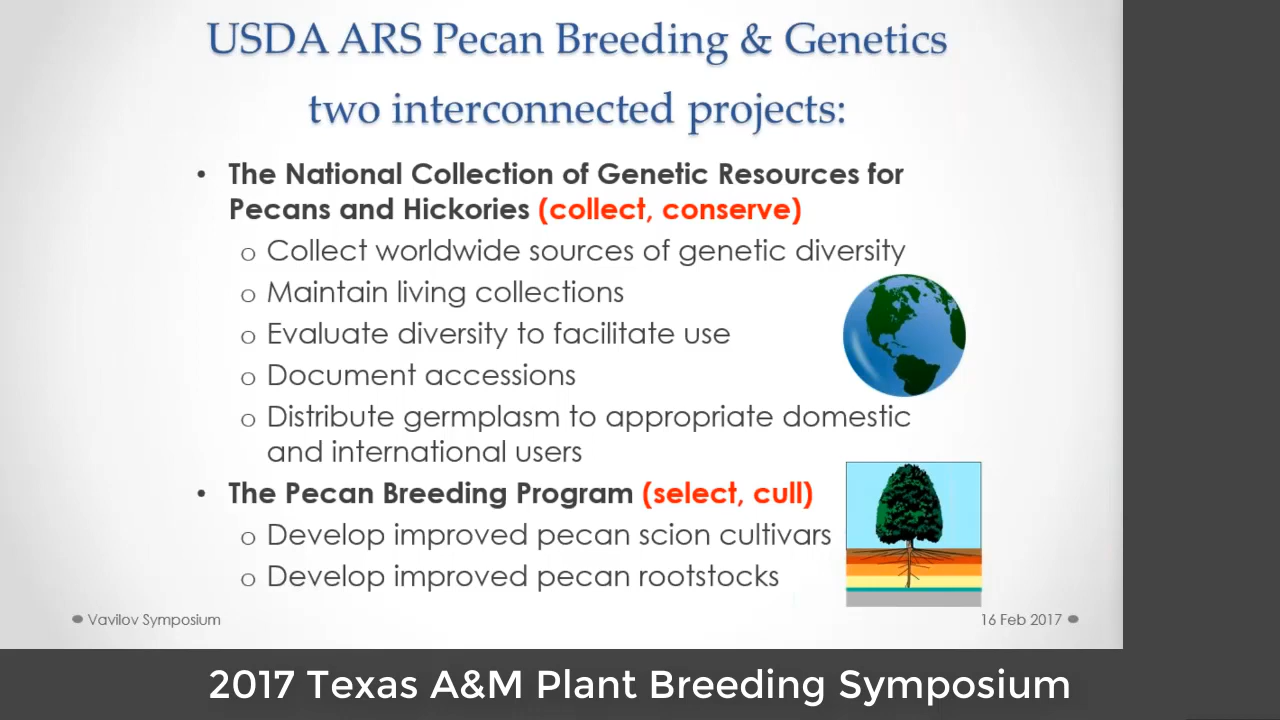 USDA ARS Pecan Breeding & Genetics
two interconnected projects:
• The National Collection of Genetic Resources for
Pecans and Hickories (collect, conserve)
o Collect worldwide sources of genetic diversity
o Maintain living collections
o Evaluate diversity to facilitate use
o Document accessions
o Distribute germplasm to appropriate domestic
and international users
• The Pecan Breeding Program (select, cull)
o Develop improved pecan scion cultivars
o Develop improved pecan rootstocks
Vavilov Symposium
16 Feb 2017
2017 Texas A&M Plant Breeding Symposium